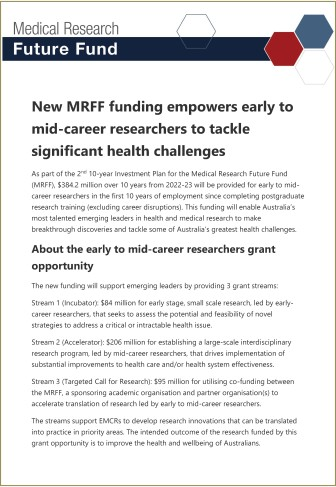 Medical Research
Future Fund
New MRFF funding empowers early to
mid-career researchers to tackle
significant health challenges
As part of the 2nd 10-year Investment Plan for the Medical Research Future Fund
(MRFF), $384.2 million over 10 years from 2022-23 will be provided for early to mid-
career researchers in the first 10 years of employment since completing postgraduate
research training (excluding career disruptions). This funding will enable Australia's
most talented emerging leaders in health and medical research to make
breakthrough discoveries and tackle some of Australia's greatest health challenges.
About the early to mid-career researchers grant
opportunity
The new funding will support emerging leaders by providing 3 grant streams:
Stream 1 (Incubator): $84 million for early stage, small scale research, led by early-
career researchers, that seeks to assess the potential and feasibility of novel
strategies to address a critical or intractable health issue.
Stream 2 (Accelerator): $206 million for establishing a large-scale interdisciplinary
research program, led by mid-career researchers, that drives implementation of
substantial improvements to health care and/or health system effectiveness.
Stream 3 (Targeted Call for Research): $95 million for utilising co-funding between
the MRFF, a sponsoring academic organisation and partner organisation(s) to
accelerate translation of research led by early to mid-career researchers.
The streams support EMCRs to develop research innovations that can be translated
into practice in priority areas. The intended outcome of the research funded by this
grant opportunity is to improve the health and wellbeing of Australians.